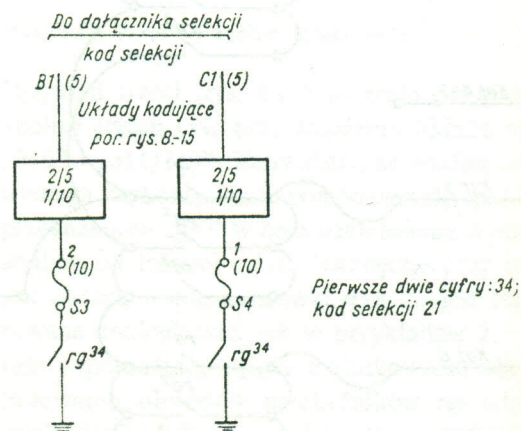 Do dołącznika selekcji
kod selekcji
B1 (5) C1 (5)
Układy kodujące
por. rys. 8.-15
2/5 2/5
1/10 1/10
2 1
(10) (10)
S3 S4
Pierwsze dwie cyfry: 34;
kod selekcji 21
rg34 rg34